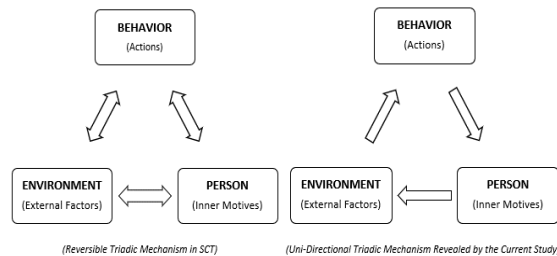 BEHAVIOR
(Actions)
BEHAVIOR
(Actions)
ENVIRONMENT
(External Factors)
PERSON
(Inner Motives)
ENVIRONMENT
(External Factors)
PERSON
(Inner Motives)
(Reversible Triadic Mechanism in SCT)
(Uni-Directional Triadic Mechanism Revealed by the Current Study